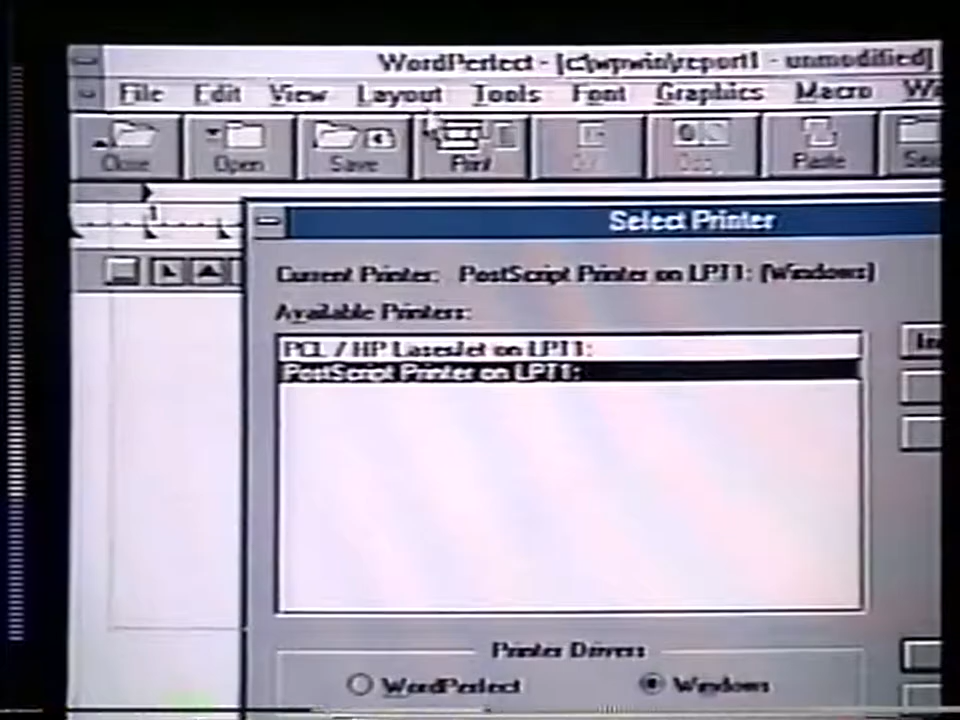 WordPerfect - [c:\wpwin\report1 - unmodified]
File Edit View Layout Tools Font Graphics Macro
Close Open Save Print Paste
1
Select Printer
Current Printer: PostScript Printer on LPT1: (Windows)
Available Printers:
PCL / HP LaserJet on LPT1:
PostScript Printer on LPT1:
Printer Drivers
WordPerfect Windows